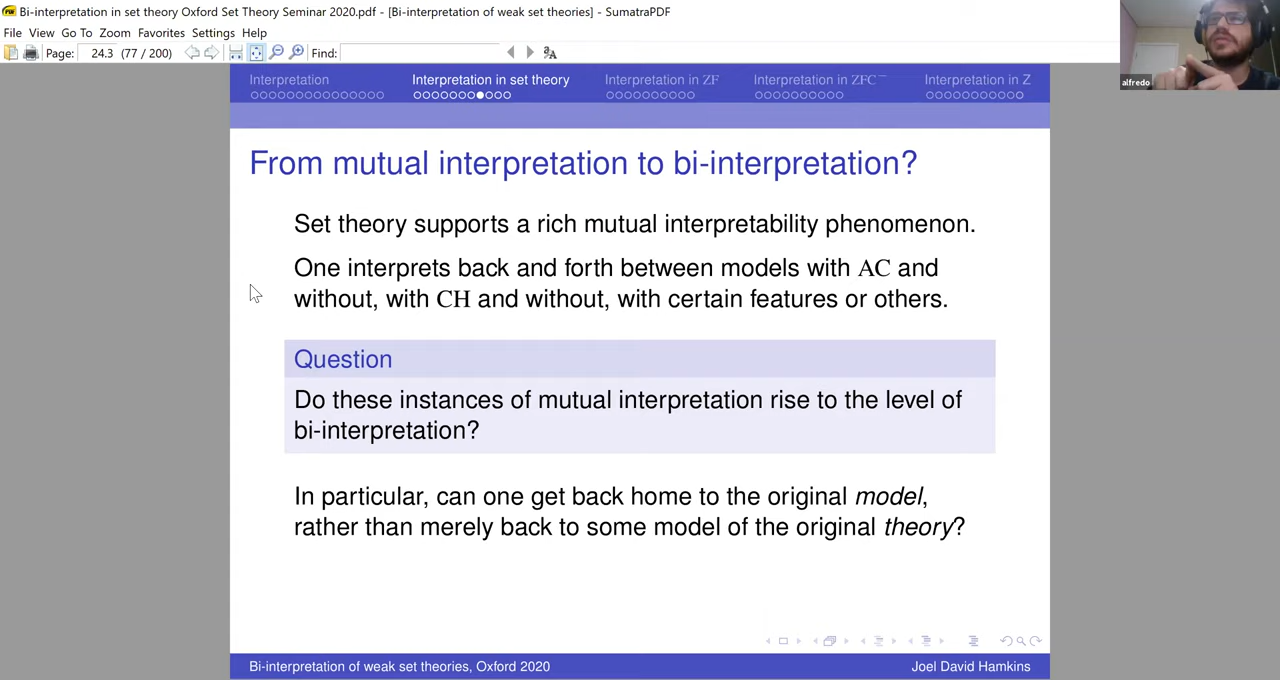 Bi-interpretation in set theory Oxford Set Theory Seminar 2020.pdf - [Bi-interpretation of weak set theories] - SumatraPDF
File View Go To Zoom Favorites Settings Help
Page: 24.3 (77 / 200) Find:
Interpretation Interpretation in set theory Interpretation in ZF Interpretation in ZFC⁻ Interpretation in Z
alfredo
From mutual interpretation to bi-interpretation?
Set theory supports a rich mutual interpretability phenomenon.
One interprets back and forth between models with AC and
without, with CH and without, with certain features or others.
Question
Do these instances of mutual interpretation rise to the level of
bi-interpretation?
In particular, can one get back home to the original model,
rather than merely back to some model of the original theory?
Bi-interpretation of weak set theories, Oxford 2020 Joel David Hamkins